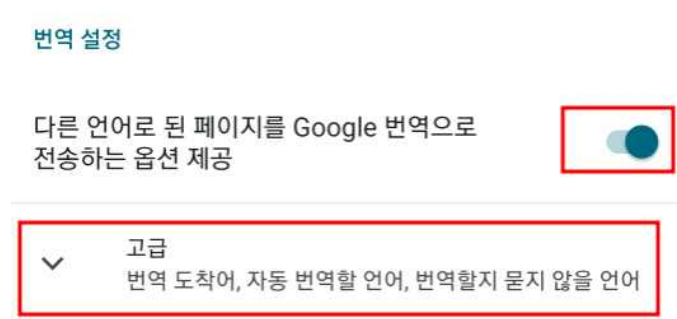 번역 설정
다른 언어로 된 페이지를 Google 번역으로
전송하는 옵션 제공
고급
번역 도착어, 자동 번역할 언어, 번역할지 묻지 않을 언어